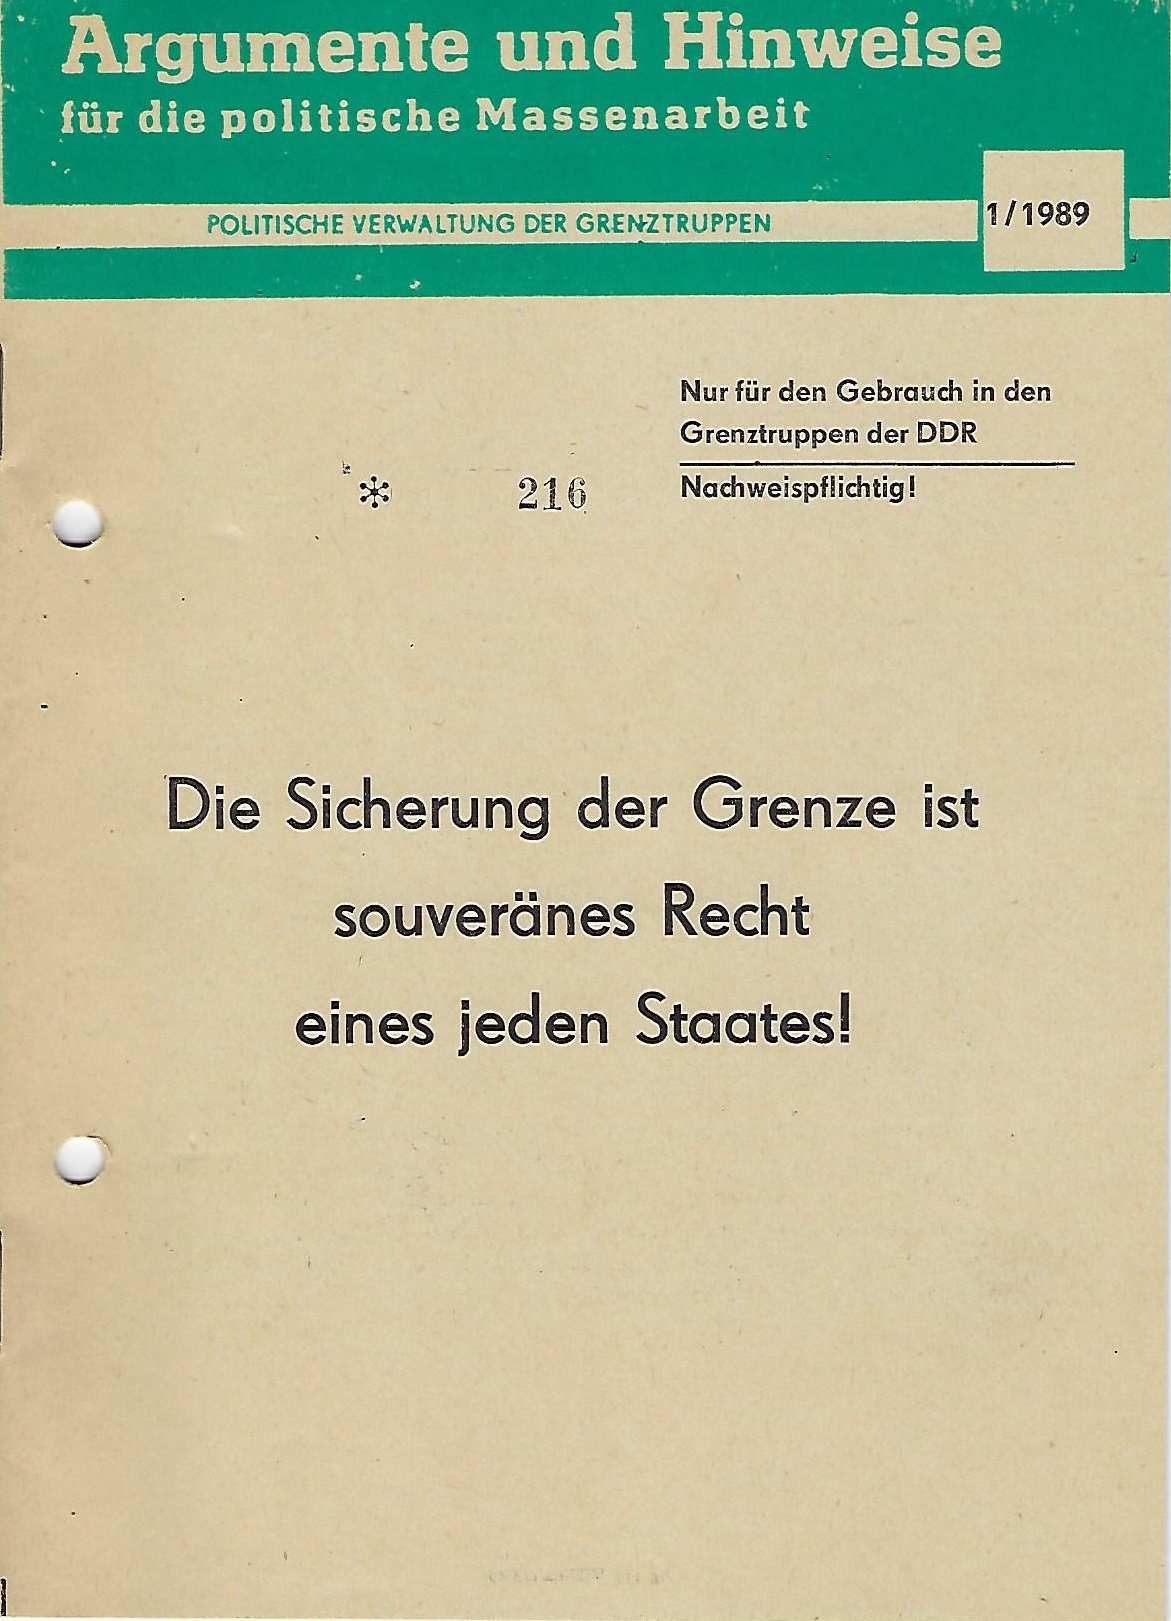 Argumente und Hinweise
für die politische Massenarbeit
POLITISCHE VERWALTUNG DER GRENZTRUPPEN
1/1989
Nur für den Gebrauch in den
Grenztruppen der DDR
Nachweispflichtig!
* 216
Die Sicherung der Grenze ist
souveränes Recht
eines jeden Staates!